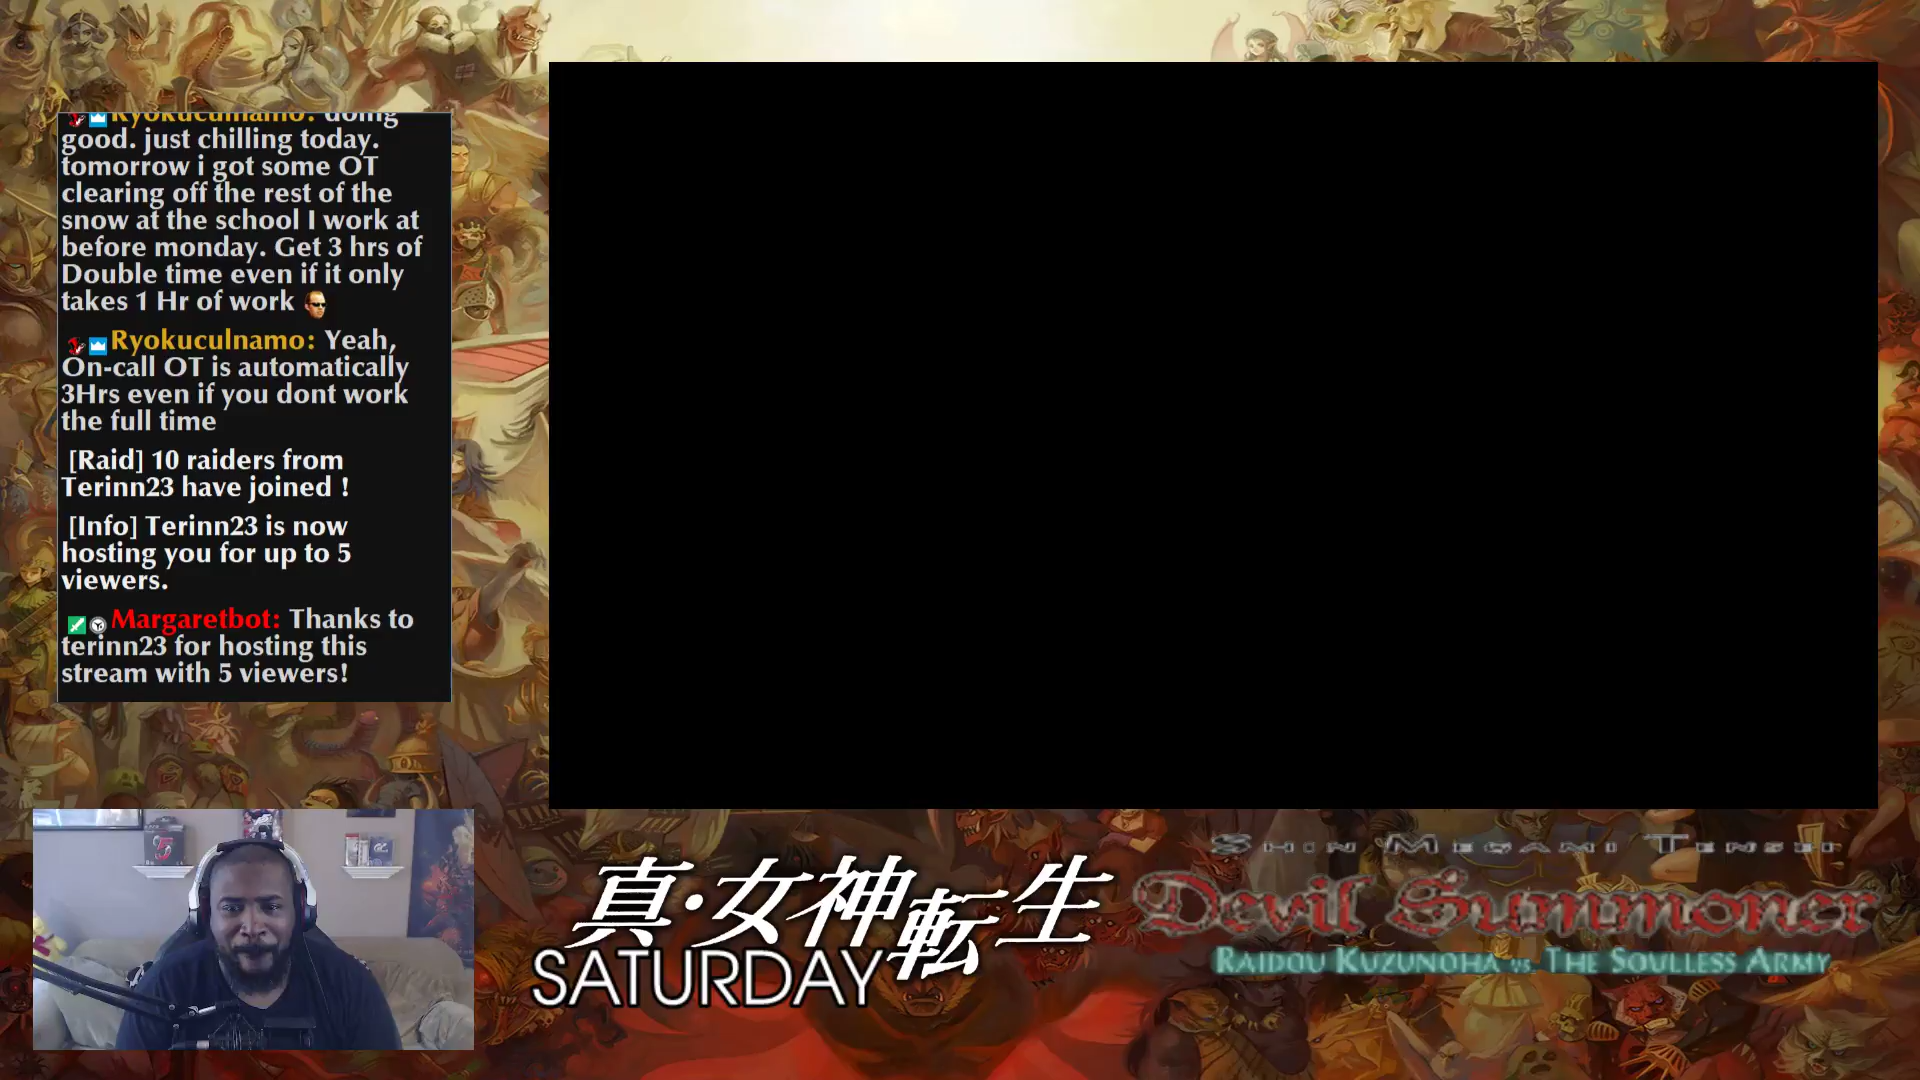 Ryokuculnamo: doing
good. just chilling today.
tomorrow i got some OT
clearing off the rest of the
snow at the school I work at
before monday. Get 3 hrs of
Double time even if it only
takes 1 Hr of work
Ryokuculnamo: Yeah,
On-call OT is automatically
3Hrs even if you dont work
the full time
[Raid] 10 raiders from
Terinn23 have joined !
[Info] Terinn23 is now
hosting you for up to 5
viewers.
Margaretbot: Thanks to
terinn23 for hosting this
stream with 5 viewers!
真・女神転生
SATURDAY
Shin Megami Tensei
Devil Summoner
Raidou Kuzunoha vs. The Soulless Army